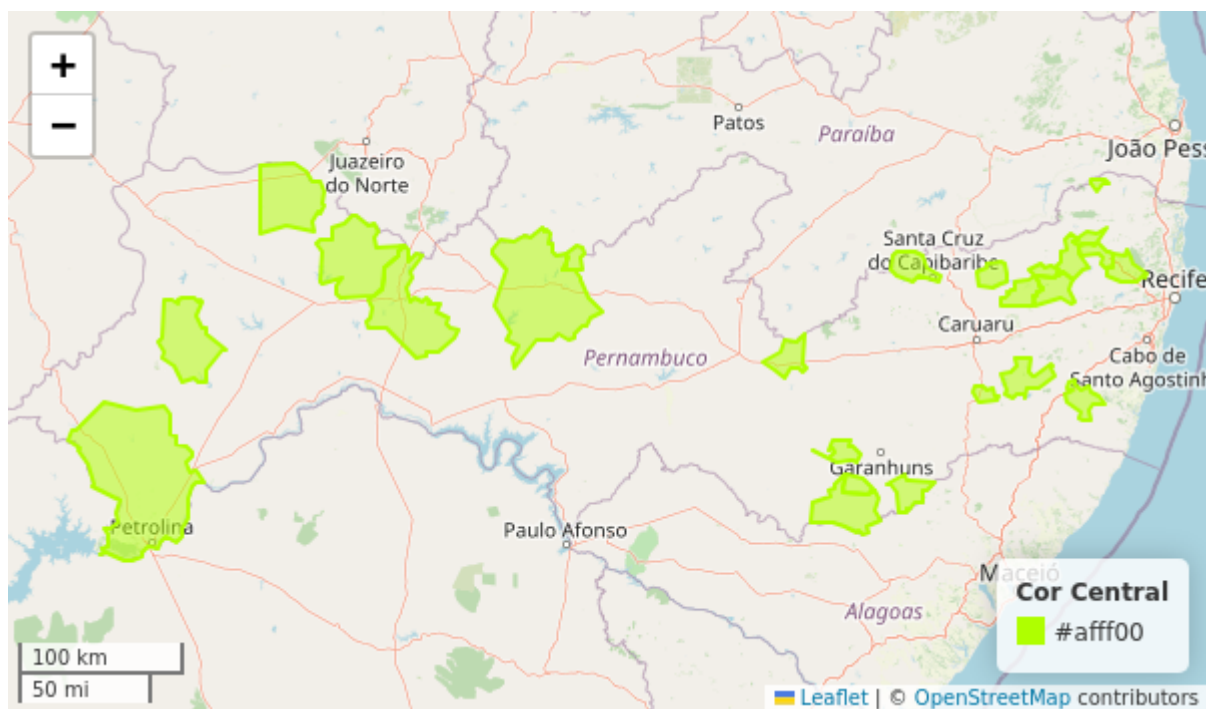 +
−
Patos
Paraíba
João Pess
Juazeiro
do Norte
Santa Cruz
do Capibaribe
Recife
Caruaru
Pernambuco
Cabo de
Santo Agostinh
Garanhuns
Petrolina
Paulo Afonso
Maceió
Alagoas
Cor Central
#afff00
100 km
50 mi
Leaflet | © OpenStreetMap contributors